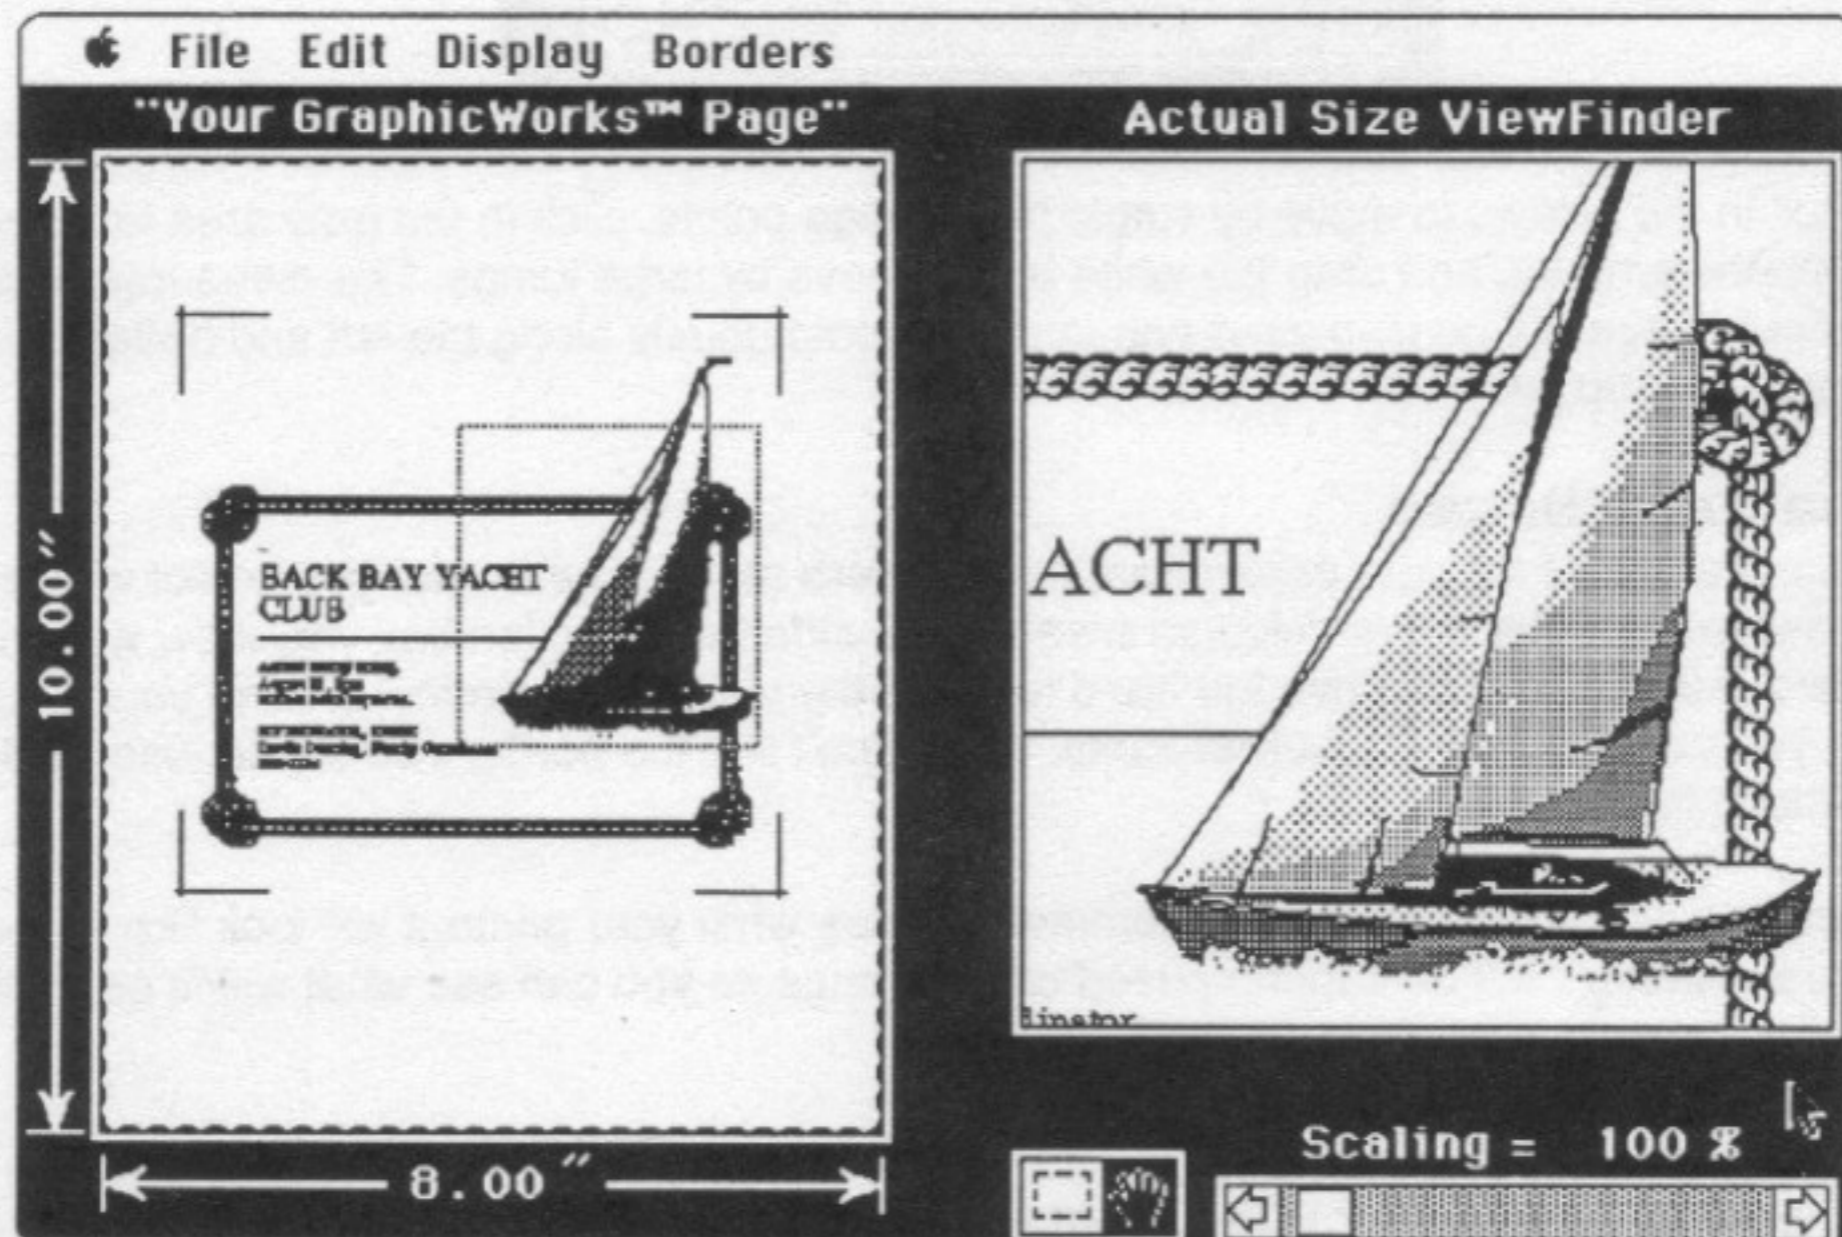 File Edit Display Borders
"Your GraphicWorks™ Page"
Actual Size ViewFinder
10.00"
BACK BAY YACHT
CLUB
ACHT
8.00"
Scaling = 100 %